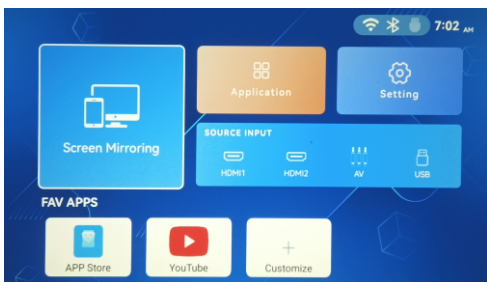 7:02 AM
Application
Setting
Screen Mirroring
SOURCE INPUT
HDMI1
HDMI2
AV
USB
FAV APPS
APP Store
YouTube
Customize